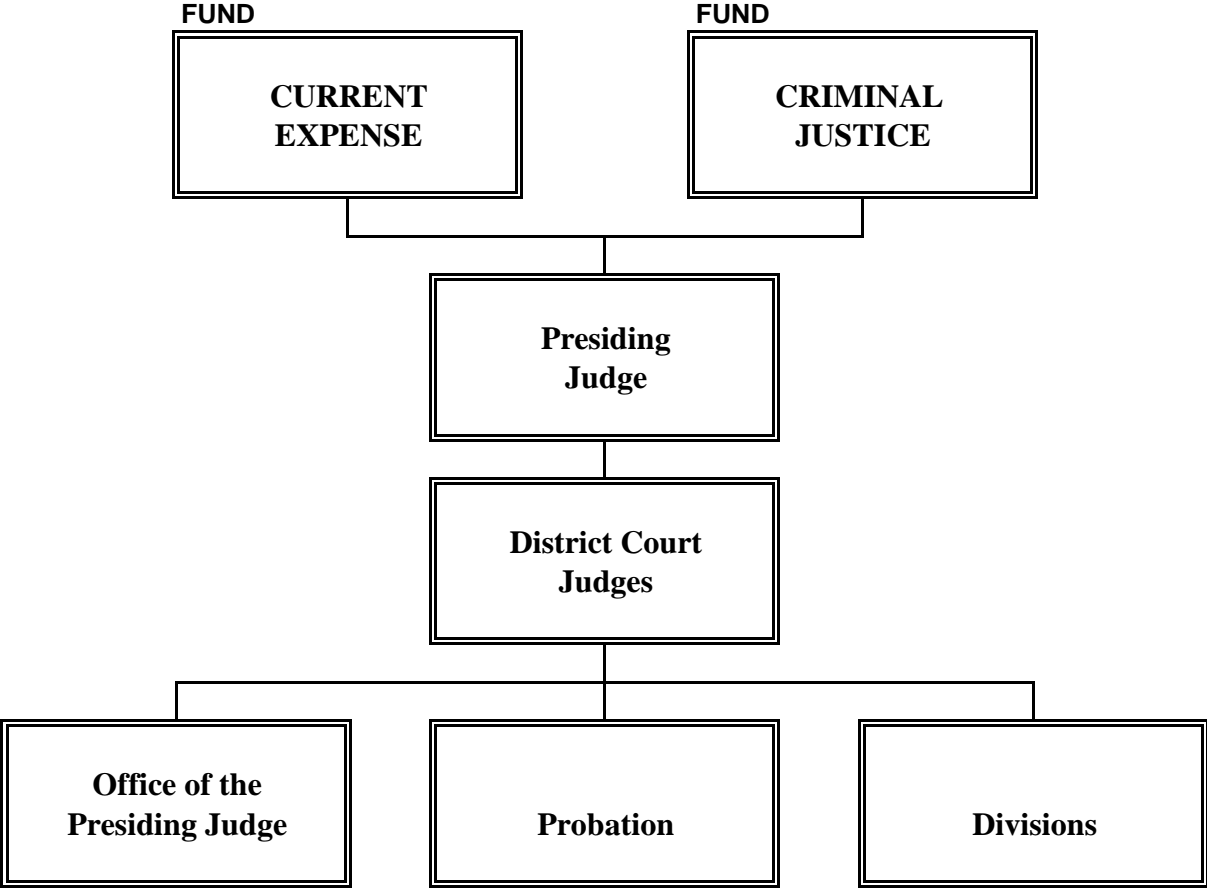 FUND
FUND
CURRENT
EXPENSE
CRIMINAL
JUSTICE
Presiding
Judge
District Court
Judges
Office of the
Presiding Judge
Probation
Divisions